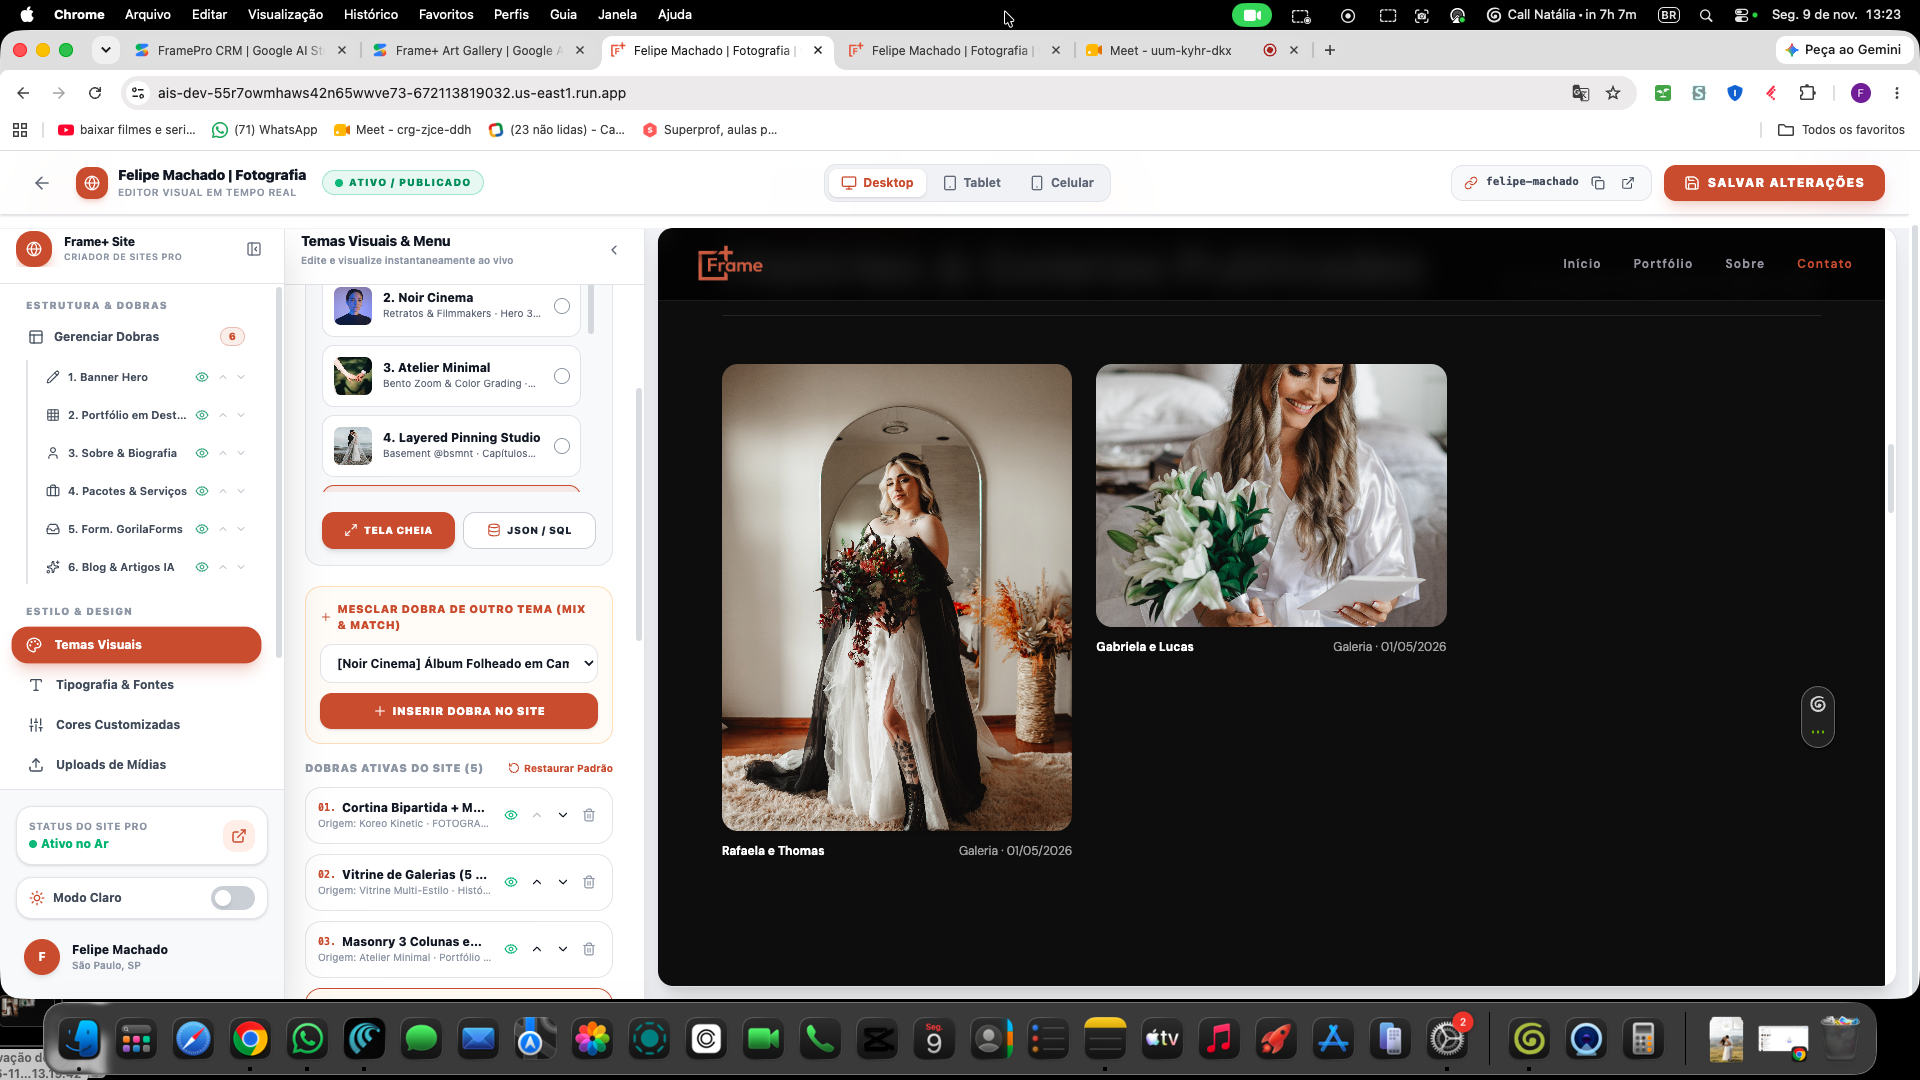 Chrome Arquivo Editar Visualização Histórico Favoritos Perfis Guia Janela Ajuda
Call Natália • in 7h 7m BR Seg. 9 de nov. 13:23
FramePro CRM | Google AI St
Frame+ Art Gallery | Google A
Felipe Machado | Fotografia |
Felipe Machado | Fotografia |
Meet - uum-kyhr-dkx
Peça ao Gemini
ais-dev-55r7owmhaws42n65wwve73-672113819032.us-east1.run.app
F
baixar filmes e seri...
(71) WhatsApp
Meet - crg-zjce-ddh
(23 não lidas) - Ca...
Superprof, aulas p...
Todos os favoritos
Felipe Machado | Fotografia
EDITOR VISUAL EM TEMPO REAL
ATIVO / PUBLICADO
Desktop
Tablet
Celular
felipe-machado
SALVAR ALTERAÇÕES
Frame+ Site
CRIADOR DE SITES PRO
ESTRUTURA & DOBRAS
Gerenciar Dobras
6
1. Banner Hero
2. Portfólio em Dest...
3. Sobre & Biografia
4. Pacotes & Serviços
5. Form. GorilaForms
6. Blog & Artigos IA
ESTILO & DESIGN
Temas Visuais
Tipografia & Fontes
Cores Customizadas
Uploads de Mídias
STATUS DO SITE PRO
Ativo no Ar
Modo Claro
F
Felipe Machado
São Paulo, SP
Temas Visuais & Menu
Edite e visualize instantaneamente ao vivo
2. Noir Cinema
Retratos & Filmmakers · Hero 3...
3. Atelier Minimal
Bento Zoom & Color Grading ·...
4. Layered Pinning Studio
Basement @bsmnt · Capítulos...
TELA CHEIA
JSON / SQL
MESCLAR DOBRA DE OUTRO TEMA (MIX
& MATCH)
[Noir Cinema] Álbum Folheado em Can
INSERIR DOBRA NO SITE
DOBRAS ATIVAS DO SITE (5)
Restaurar Padrão
01. Cortina Bipartida + M...
Origem: Koreo Kinetic · FOTOGRA...
02. Vitrine de Galerias (5 ...
Origem: Vitrine Multi-Estilo · Histó...
03. Masonry 3 Colunas e...
Origem: Atelier Minimal · Portfólio ...
Frame
Início
Portfólio
Sobre
Contato
Gabriela e Lucas
Galeria · 01/05/2026
Rafaela e Thomas
Galeria · 01/05/2026
Seg.
9
tv
2